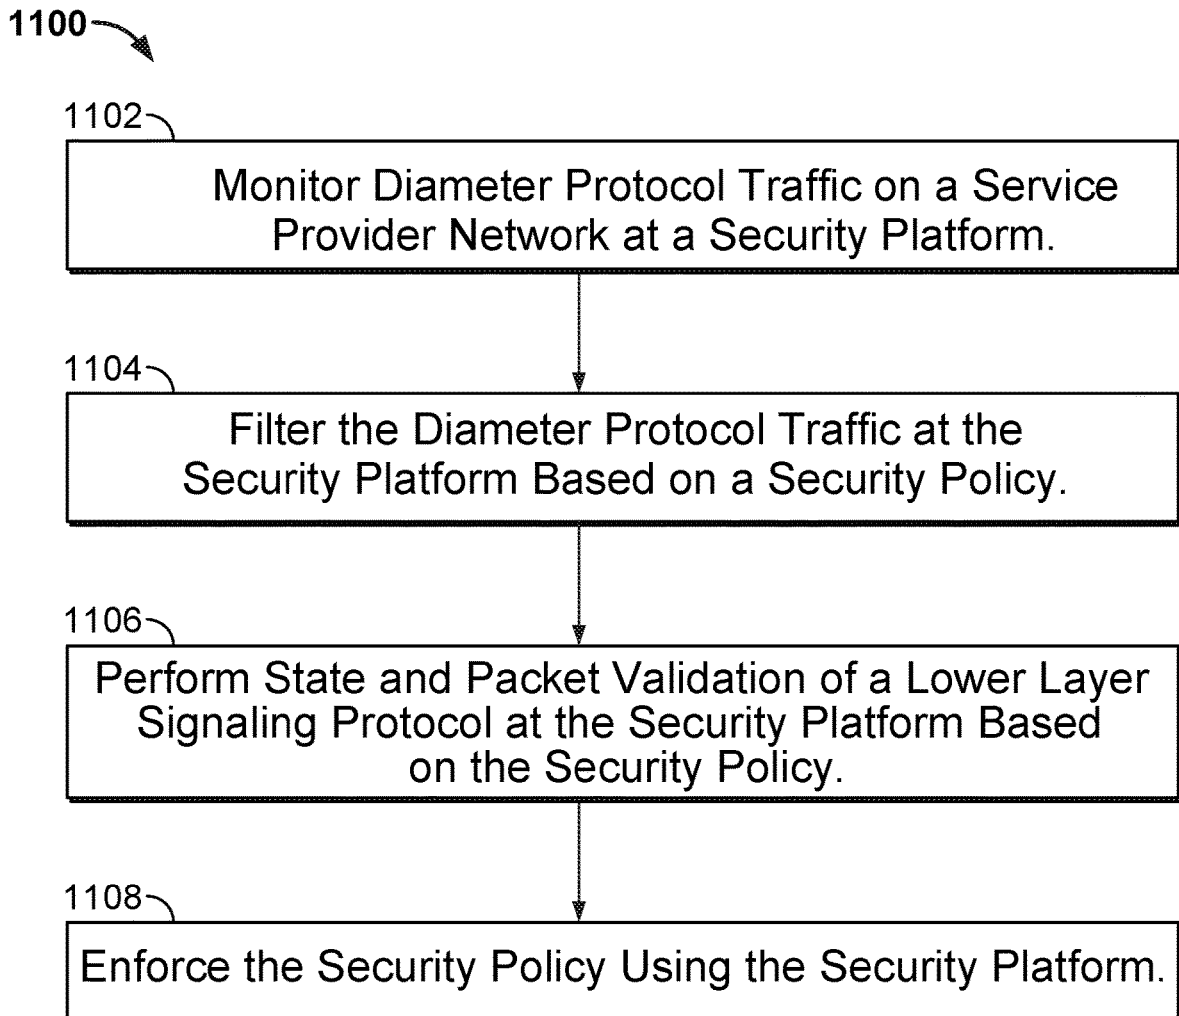 1100
1102
Monitor Diameter Protocol Traffic on a Service
Provider Network at a Security Platform.
1104
Filter the Diameter Protocol Traffic at the
Security Platform Based on a Security Policy.
1106
Perform State and Packet Validation of a Lower Layer
Signaling Protocol at the Security Platform Based
on the Security Policy.
1108
Enforce the Security Policy Using the Security Platform.